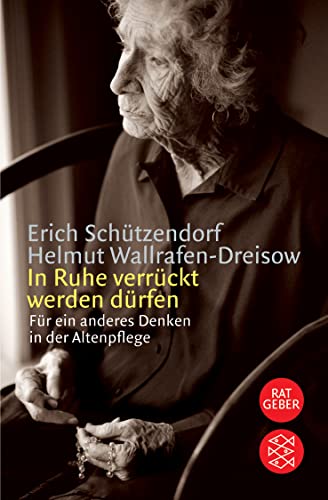 Erich Schützendorf
Helmut Wallrafen-Dreisow
In Ruhe verrückt
werden dürfen
Für ein anderes Denken
in der Altenpflege
RAT
GEBER